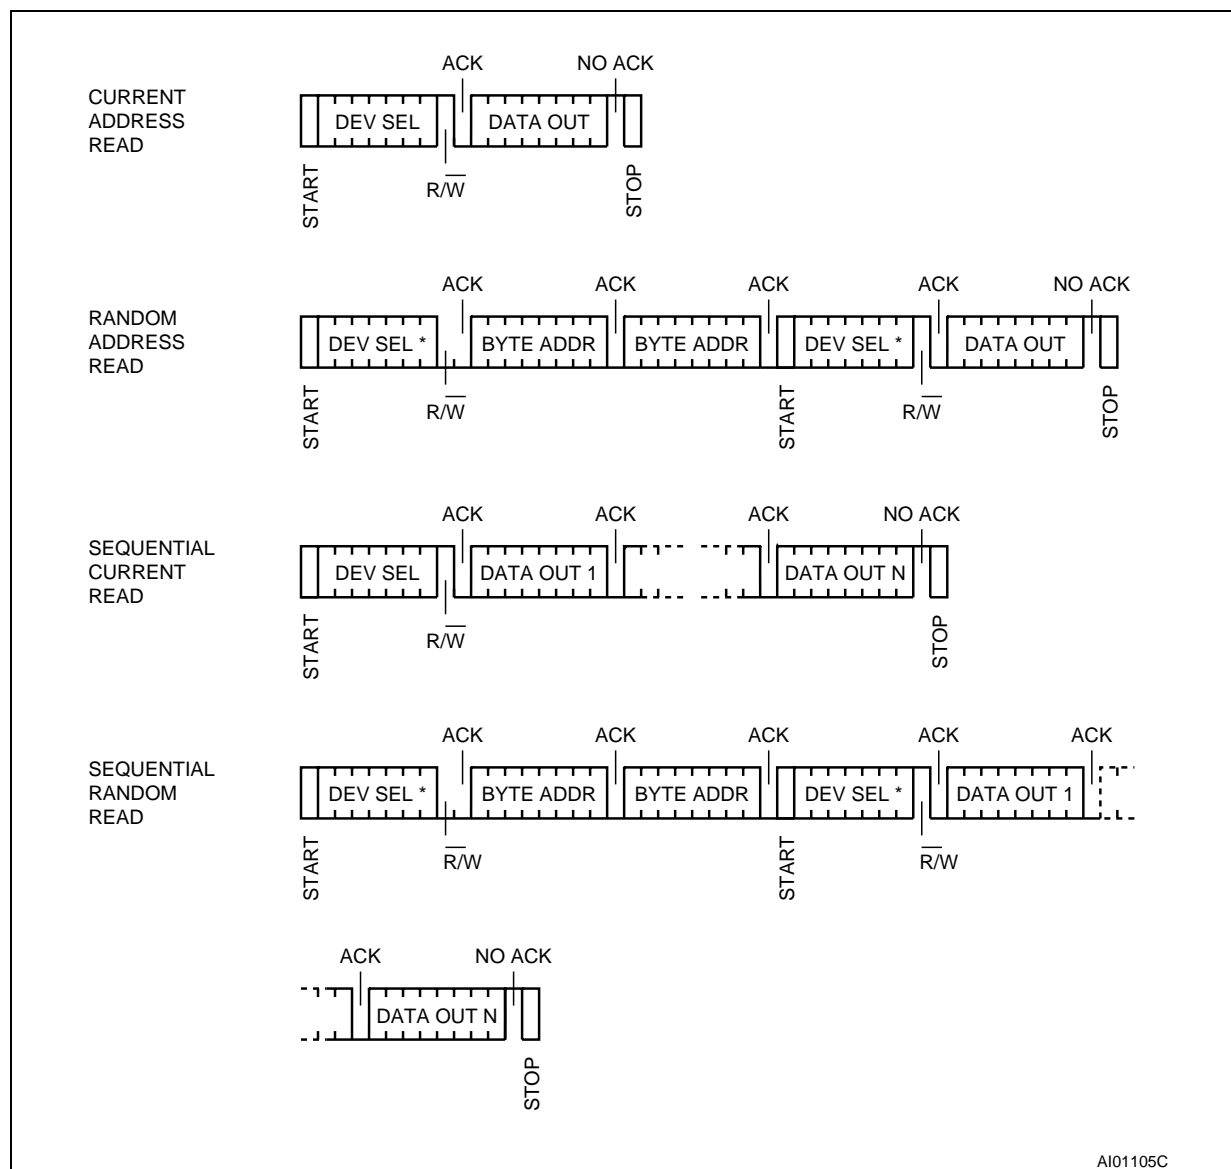 ACK NO ACK
CURRENT
ADDRESS
READ
DEV SEL DATA OUT
START R/W̅ STOP
ACK ACK ACK ACK NO ACK
RANDOM
ADDRESS
READ
DEV SEL * BYTE ADDR BYTE ADDR DEV SEL * DATA OUT
START R/W̅ START R/W̅ STOP
ACK ACK ACK NO ACK
SEQUENTIAL
CURRENT
READ
DEV SEL DATA OUT 1 DATA OUT N
START R/W̅ STOP
ACK ACK ACK ACK ACK
SEQUENTIAL
RANDOM
READ
DEV SEL * BYTE ADDR BYTE ADDR DEV SEL * DATA OUT 1
START R̅/W START R̅/W
ACK NO ACK
DATA OUT N
STOP
AI01105C